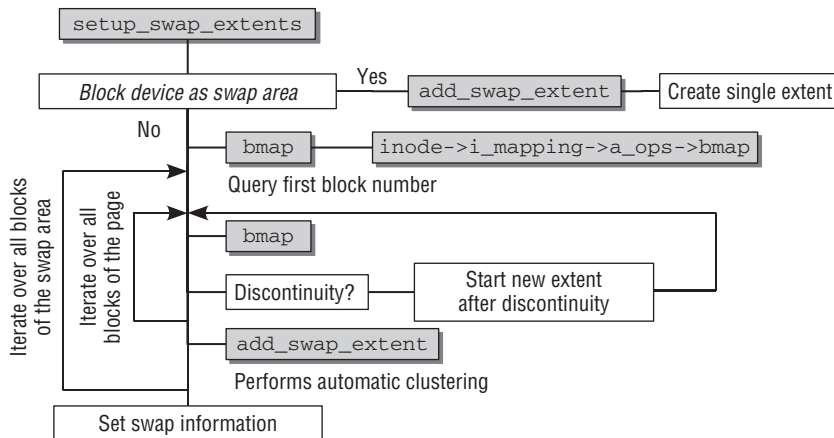 setup_swap_extents
Block device as swap area
Yes
add_swap_extent
Create single extent
No
bmap
inode->i_mapping->a_ops->bmap
Query first block number
Iterate over all blocks
of the swap area
Iterate over all
blocks of the page
bmap
Discontinuity?
Start new extent
after discontinuity
add_swap_extent
Performs automatic clustering
Set swap information